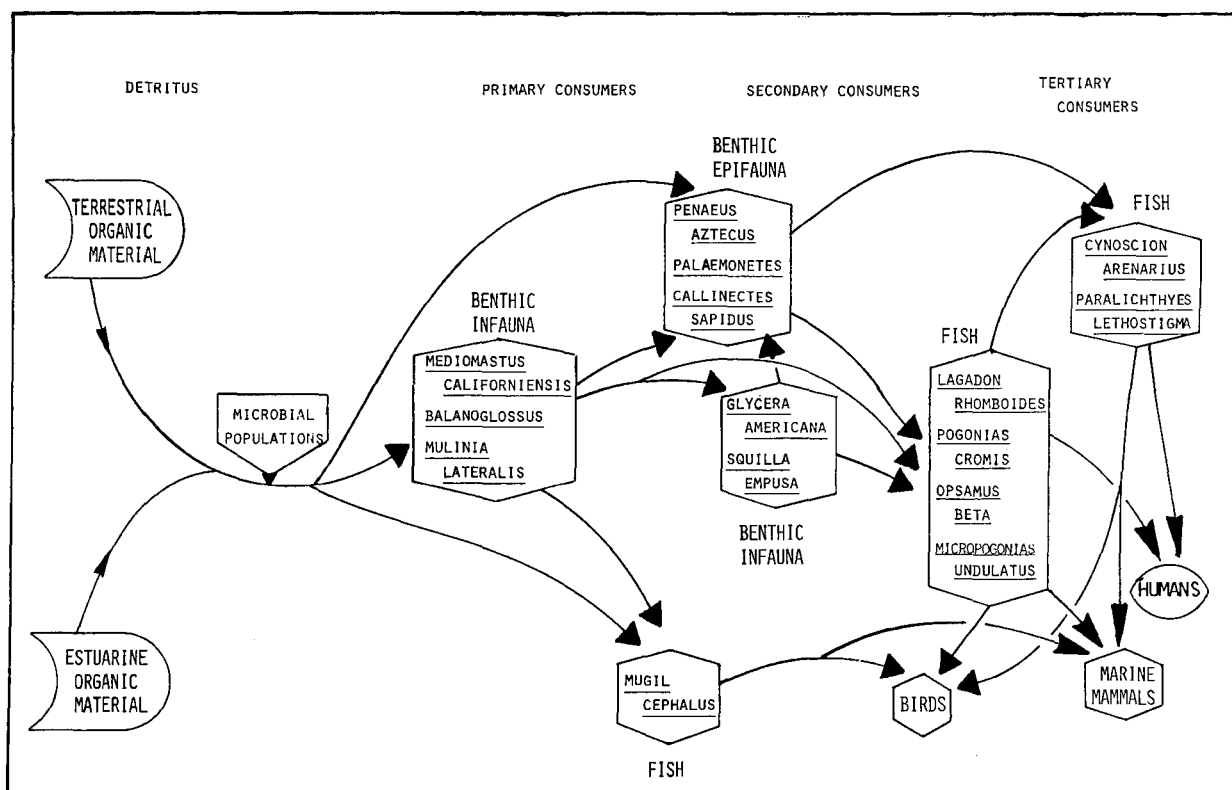 DETRITUS
PRIMARY CONSUMERS
SECONDARY CONSUMERS
TERTIARY
CONSUMERS
TERRESTRIAL
ORGANIC
MATERIAL
ESTUARINE
ORGANIC
MATERIAL
MICROBIAL
POPULATIONS
BENTHIC
INFAUNA
MEDIOMASTUS
CALIFORNIENSIS
BALANOGLOSSUS
MULINIA
LATERALIS
BENTHIC
EPIFAUNA
PENAEUS
AZTECUS
PALAEMONETES
CALLINECTES
SAPIDUS
GLYCERA
AMERICANA
SQUILLA
EMPUSA
BENTHIC
INFAUNA
MUGIL
CEPHALUS
FISH
FISH
LAGADON
RHOMBOIDES
POGONIAS
CROMIS
OPSAMUS
BETA
MICROPOGONIAS
UNDULATUS
FISH
CYNOSCION
ARENARIUS
PARALICHTHYES
LETHOSTIGMA
HUMANS
BIRDS
MARINE
MAMMALS